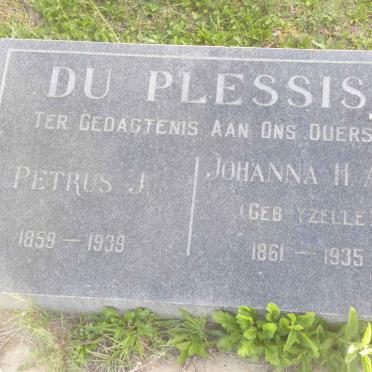 DU PLESSIS
TER GEDAGTENIS AAN ONS OUERS
PETRUS J.
1859 – 1939
JOHANNA H. A
(GEB YZELLE)
1861 – 1935